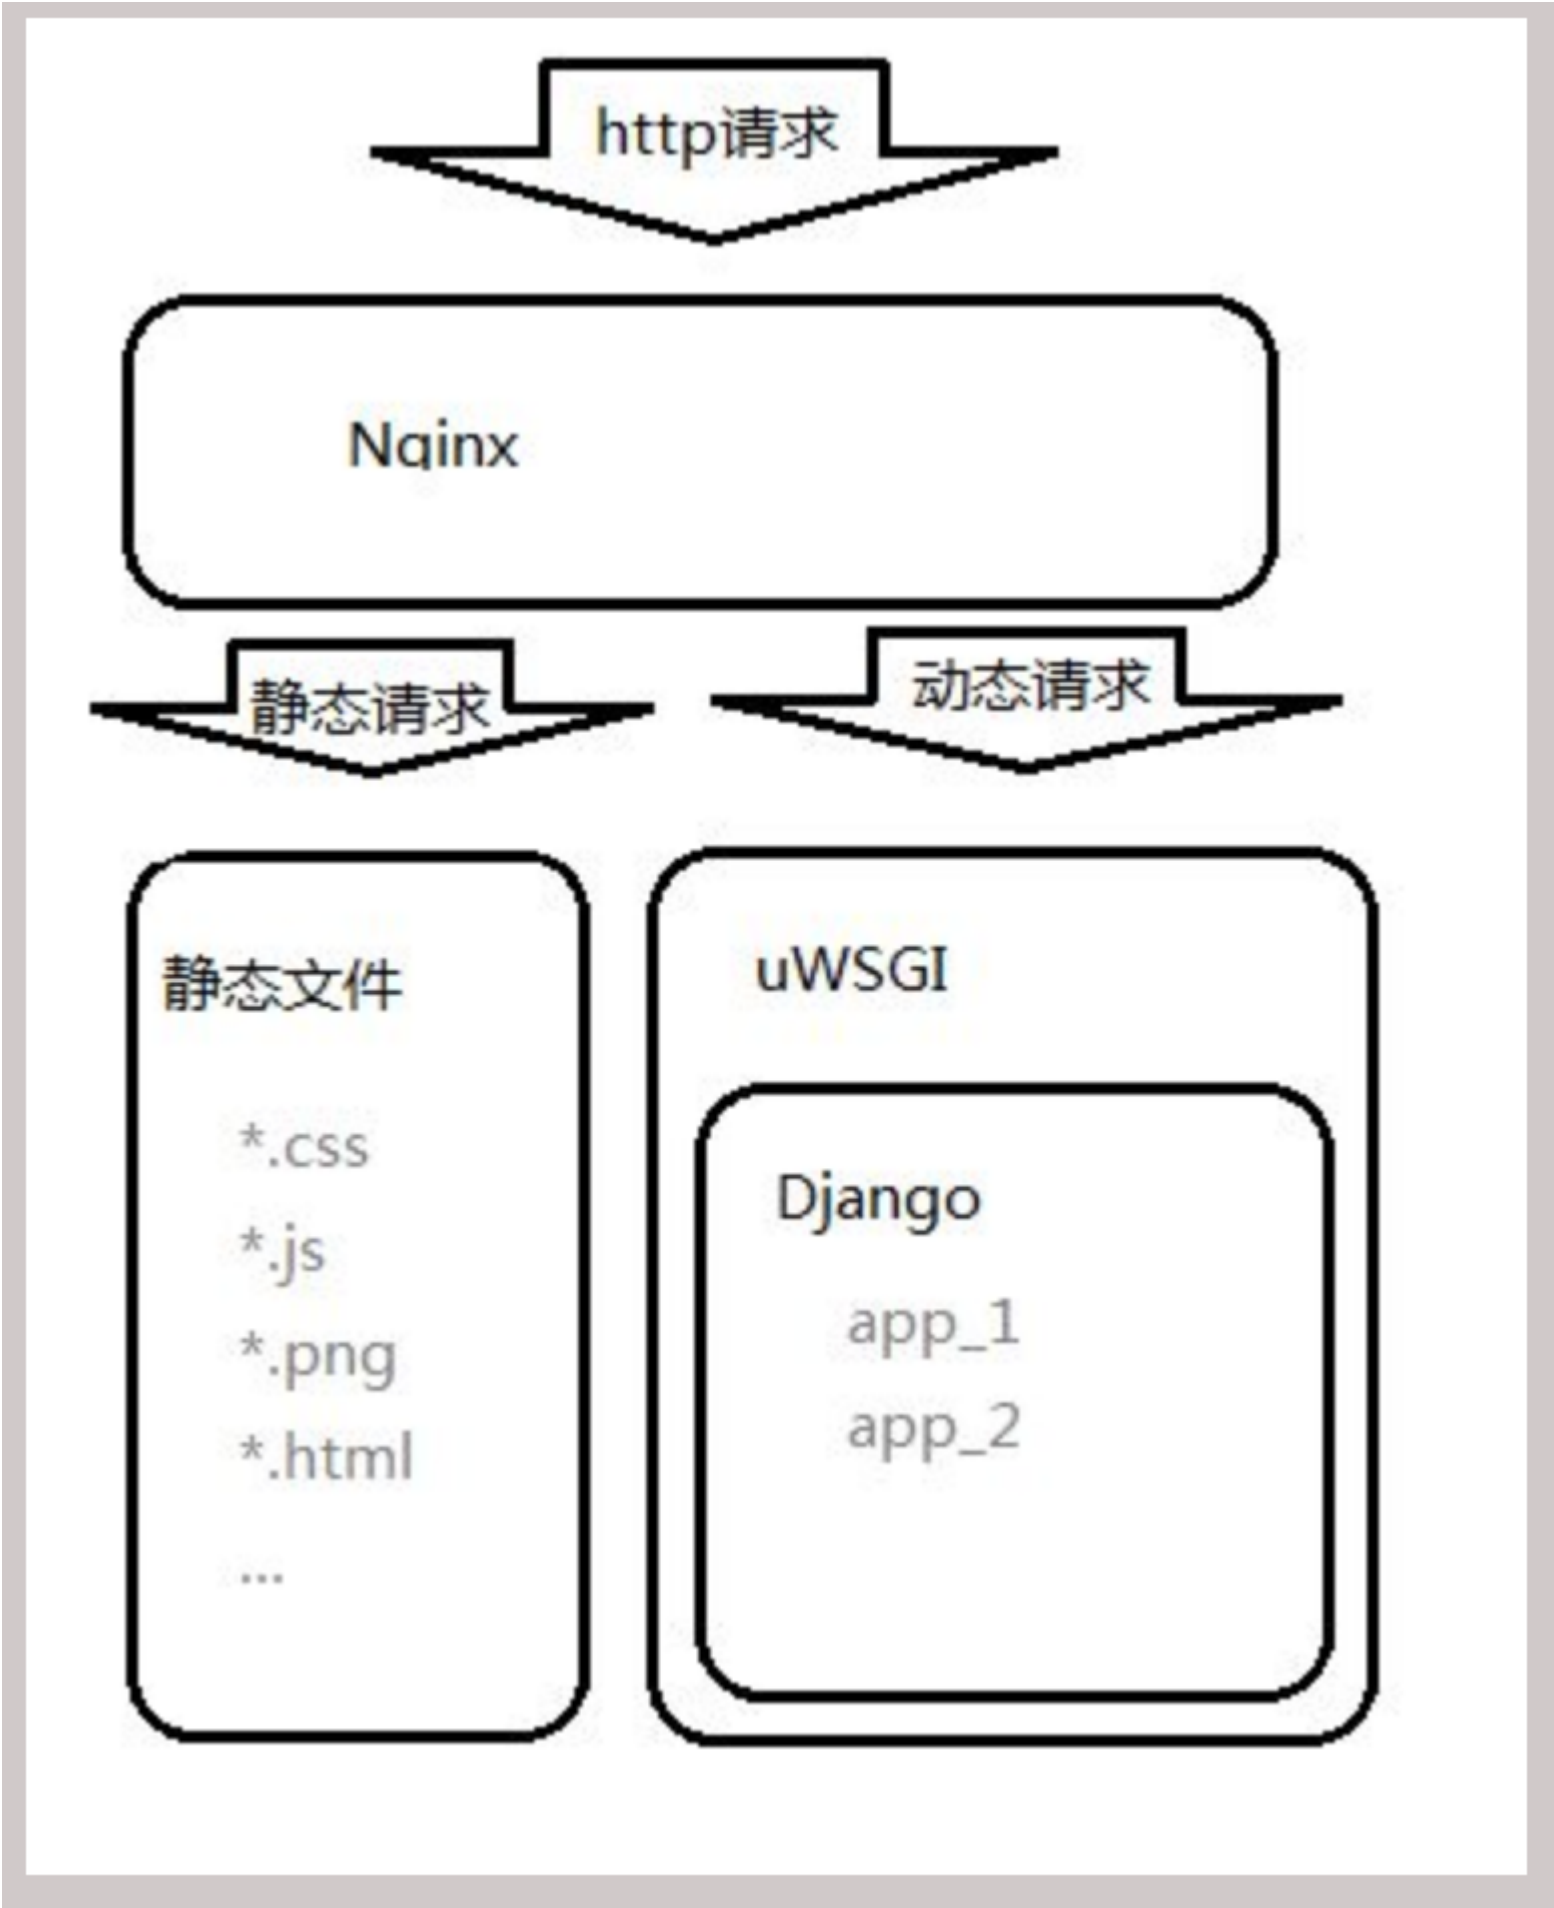 http请求
Nginx
静态请求
动态请求
静态文件
*.css
*.js
*.png
*.html
...
uWSGI
Django
app_1
app_2